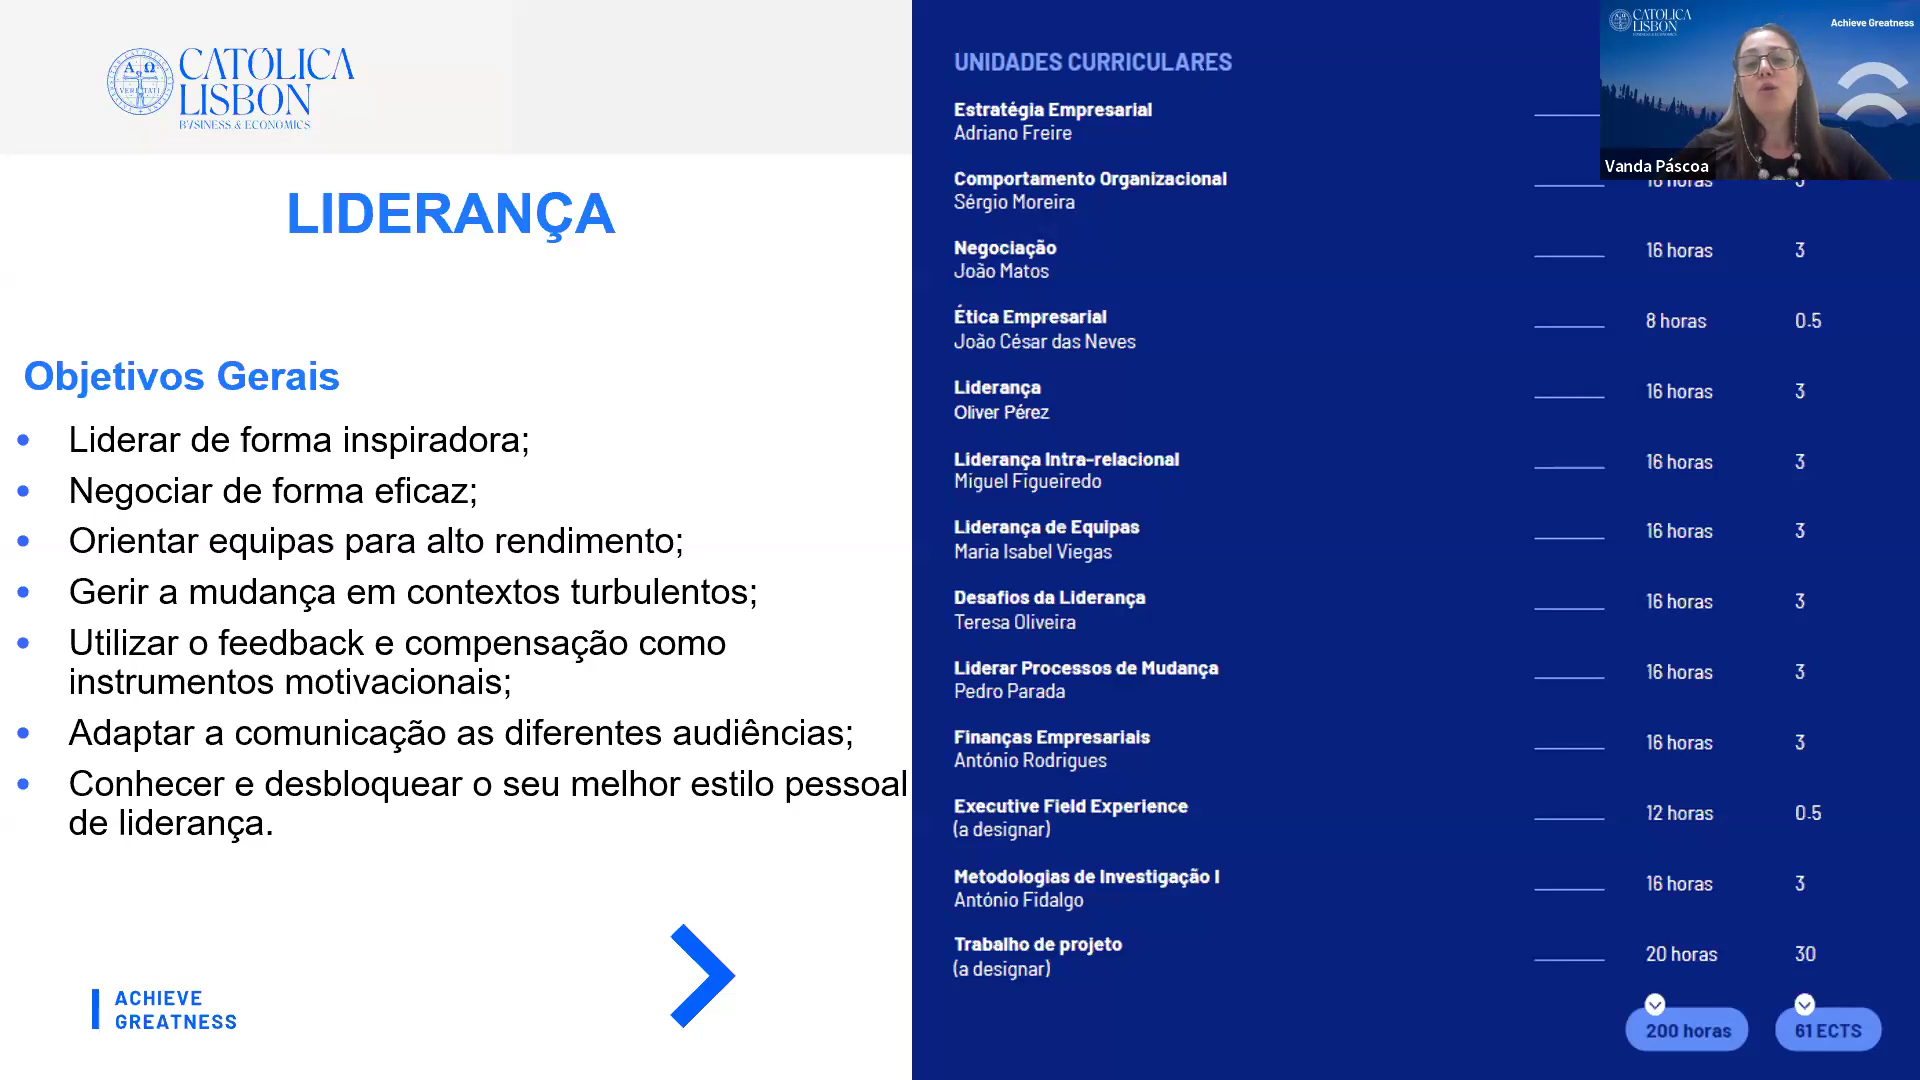 CATÓLICA
LISBON
BVSINESS & ECONOMICS
LIDERANÇA
Objetivos Gerais
• Liderar de forma inspiradora;
• Negociar de forma eficaz;
• Orientar equipas para alto rendimento;
• Gerir a mudança em contextos turbulentos;
• Utilizar o feedback e compensação como
instrumentos motivacionais;
• Adaptar a comunicação as diferentes audiências;
• Conhecer e desbloquear o seu melhor estilo pessoal
de liderança.
ACHIEVE
GREATNESS
UNIDADES CURRICULARES
Estratégia Empresarial
Adriano Freire
Comportamento Organizacional
Sérgio Moreira
16 horas
Negociação
João Matos
16 horas 3
Ética Empresarial
João César das Neves
8 horas 0.5
Liderança
Oliver Pérez
16 horas 3
Liderança Intra-relacional
Miguel Figueiredo
16 horas 3
Liderança de Equipas
Maria Isabel Viegas
16 horas 3
Desafios da Liderança
Teresa Oliveira
16 horas 3
Liderar Processos de Mudança
Pedro Parada
16 horas 3
Finanças Empresariais
António Rodrigues
16 horas 3
Executive Field Experience
(a designar)
12 horas 0.5
Metodologias de Investigação I
António Fidalgo
16 horas 3
Trabalho de projeto
(a designar)
20 horas 30
200 horas 61 ECTS
CATÓLICA
LISBON
Achieve Greatness
Vanda Páscoa